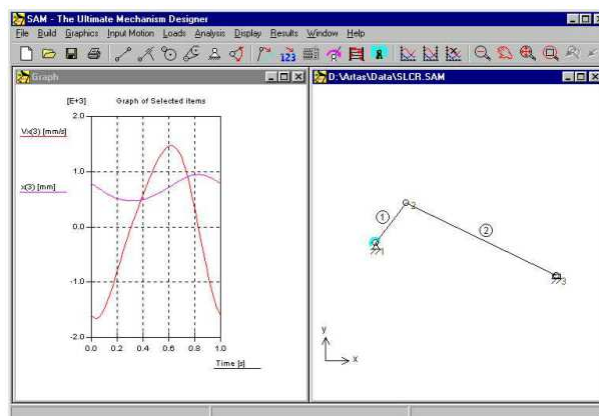 SAM - The Ultimate Mechanism Designer
File Build Graphics Input Motion Loads Analysis Display Results Window Help
123
Graph
[E+3] Graph of Selected items
2.0
Vx(3) [mm/s]
1.0
x(3) [mm]
0.0
-1.0
-2.0
0.0 0.2 0.4 0.6 0.8 1.0
Time [s]
D:\Artas\Data\SLCR.SAM
1
2
2
1
3
y
x